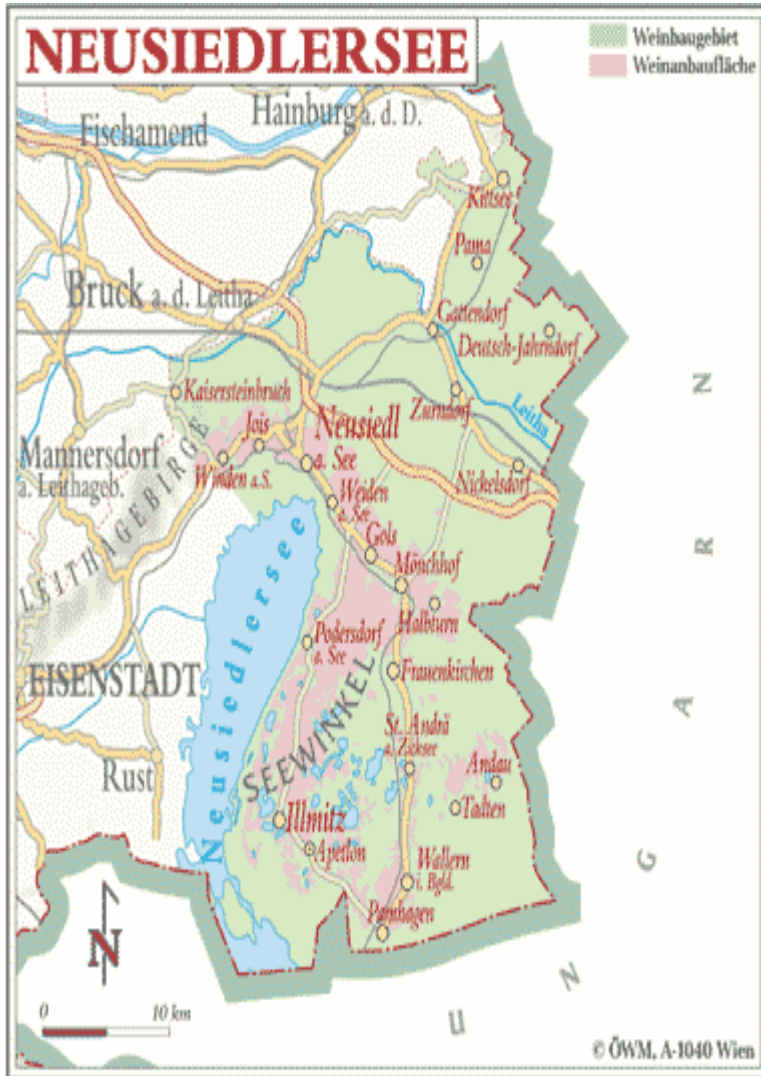 NEUSIEDLERSEE
Weinbaugebiet
Weinanbaufläche
Hainburg a. d. D.
Fischamend
Kittsee
Pama
Bruck a. d. Leitha
Gattendorf
Deutsch-Jahrndorf
Kaisersteinbruch
Zurndorf
Leitha
Jois
Neusiedl
a. See
Mannersdorf
a. Leithageb.
Winden a.S.
Nickelsdorf
Weiden
a. See
LEITHAGEBIRGE
Gols
Mönchhof
Halbturn
Neusiedlersee
Podersdorf
a. See
Frauenkirchen
EISENSTADT
SEEWINKEL
St. Andrä
a. Zicksee
Rust
Andau
Tadten
Illmitz
Apetlon
Wallern
i. Bgld.
Pamhagen
UNGARN
N
0 10 km
© ÖWM, A-1040 Wien